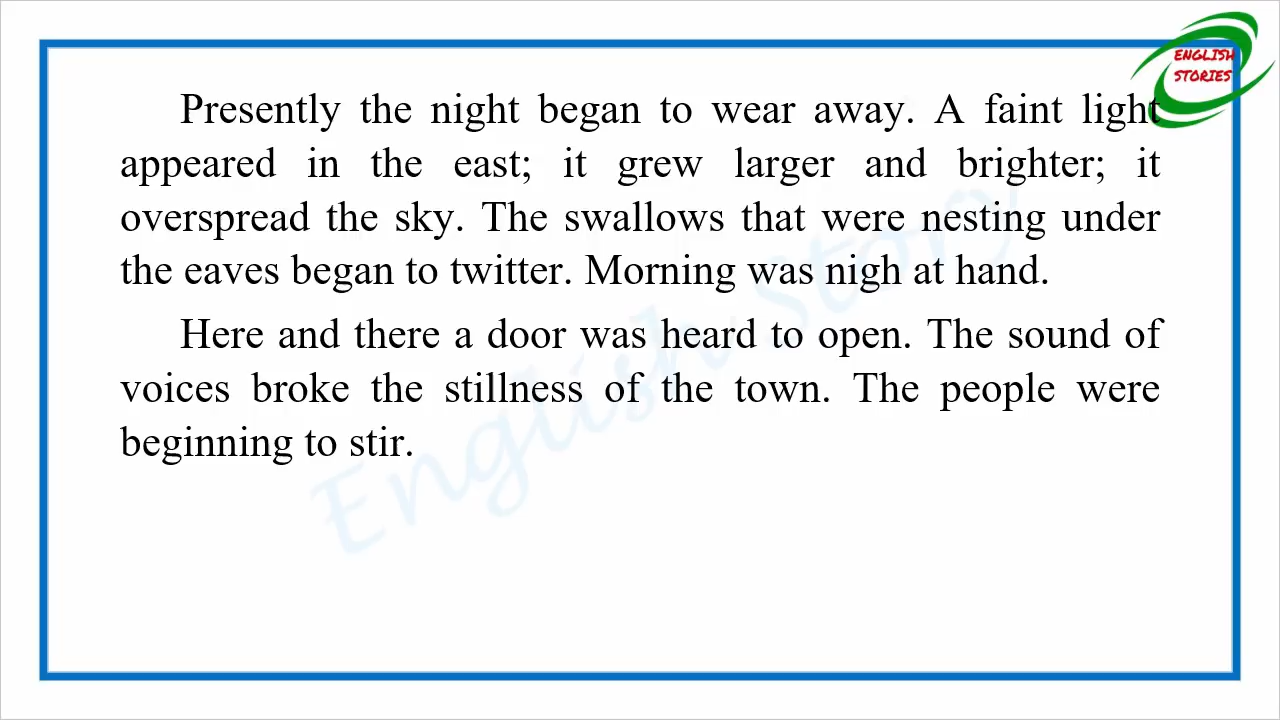 ENGLISH
STORIES
Presently the night began to wear away. A faint light
appeared in the east; it grew larger and brighter; it
overspread the sky. The swallows that were nesting under
the eaves began to twitter. Morning was nigh at hand.
Here and there a door was heard to open. The sound of
voices broke the stillness of the town. The people were
beginning to stir.
English Story